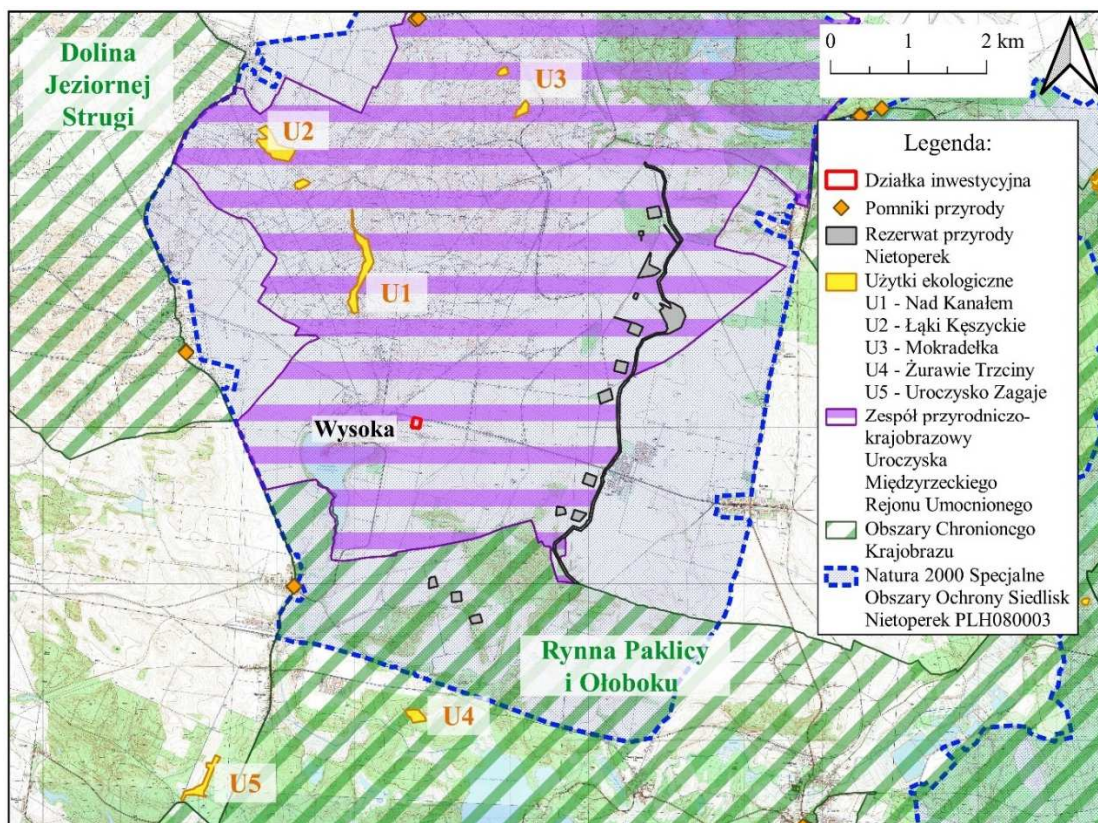 Dolina
Jeziornej
Strugi
U3
U2
U1
Wysoka
Rynna Paklicy
i Ołoboku
U4
U5
0 1 2 km
Legenda:
Działka inwestycyjna
Pomniki przyrody
Rezerwat przyrody
Nietoperek
Użytki ekologiczne
U1 - Nad Kanałem
U2 - Łąki Kęszyckie
U3 - Mokradełka
U4 - Żurawie Trzciny
U5 - Uroczysko Zagaje
Zespół przyrodniczo-
krajobrazowy
Uroczyska
Międzyrzeckiego
Rejonu Umocnionego
Obszary Chronionego
Krajobrazu
Natura 2000 Specjalne
Obszary Ochrony Siedlisk
Nietoperek PLH080003